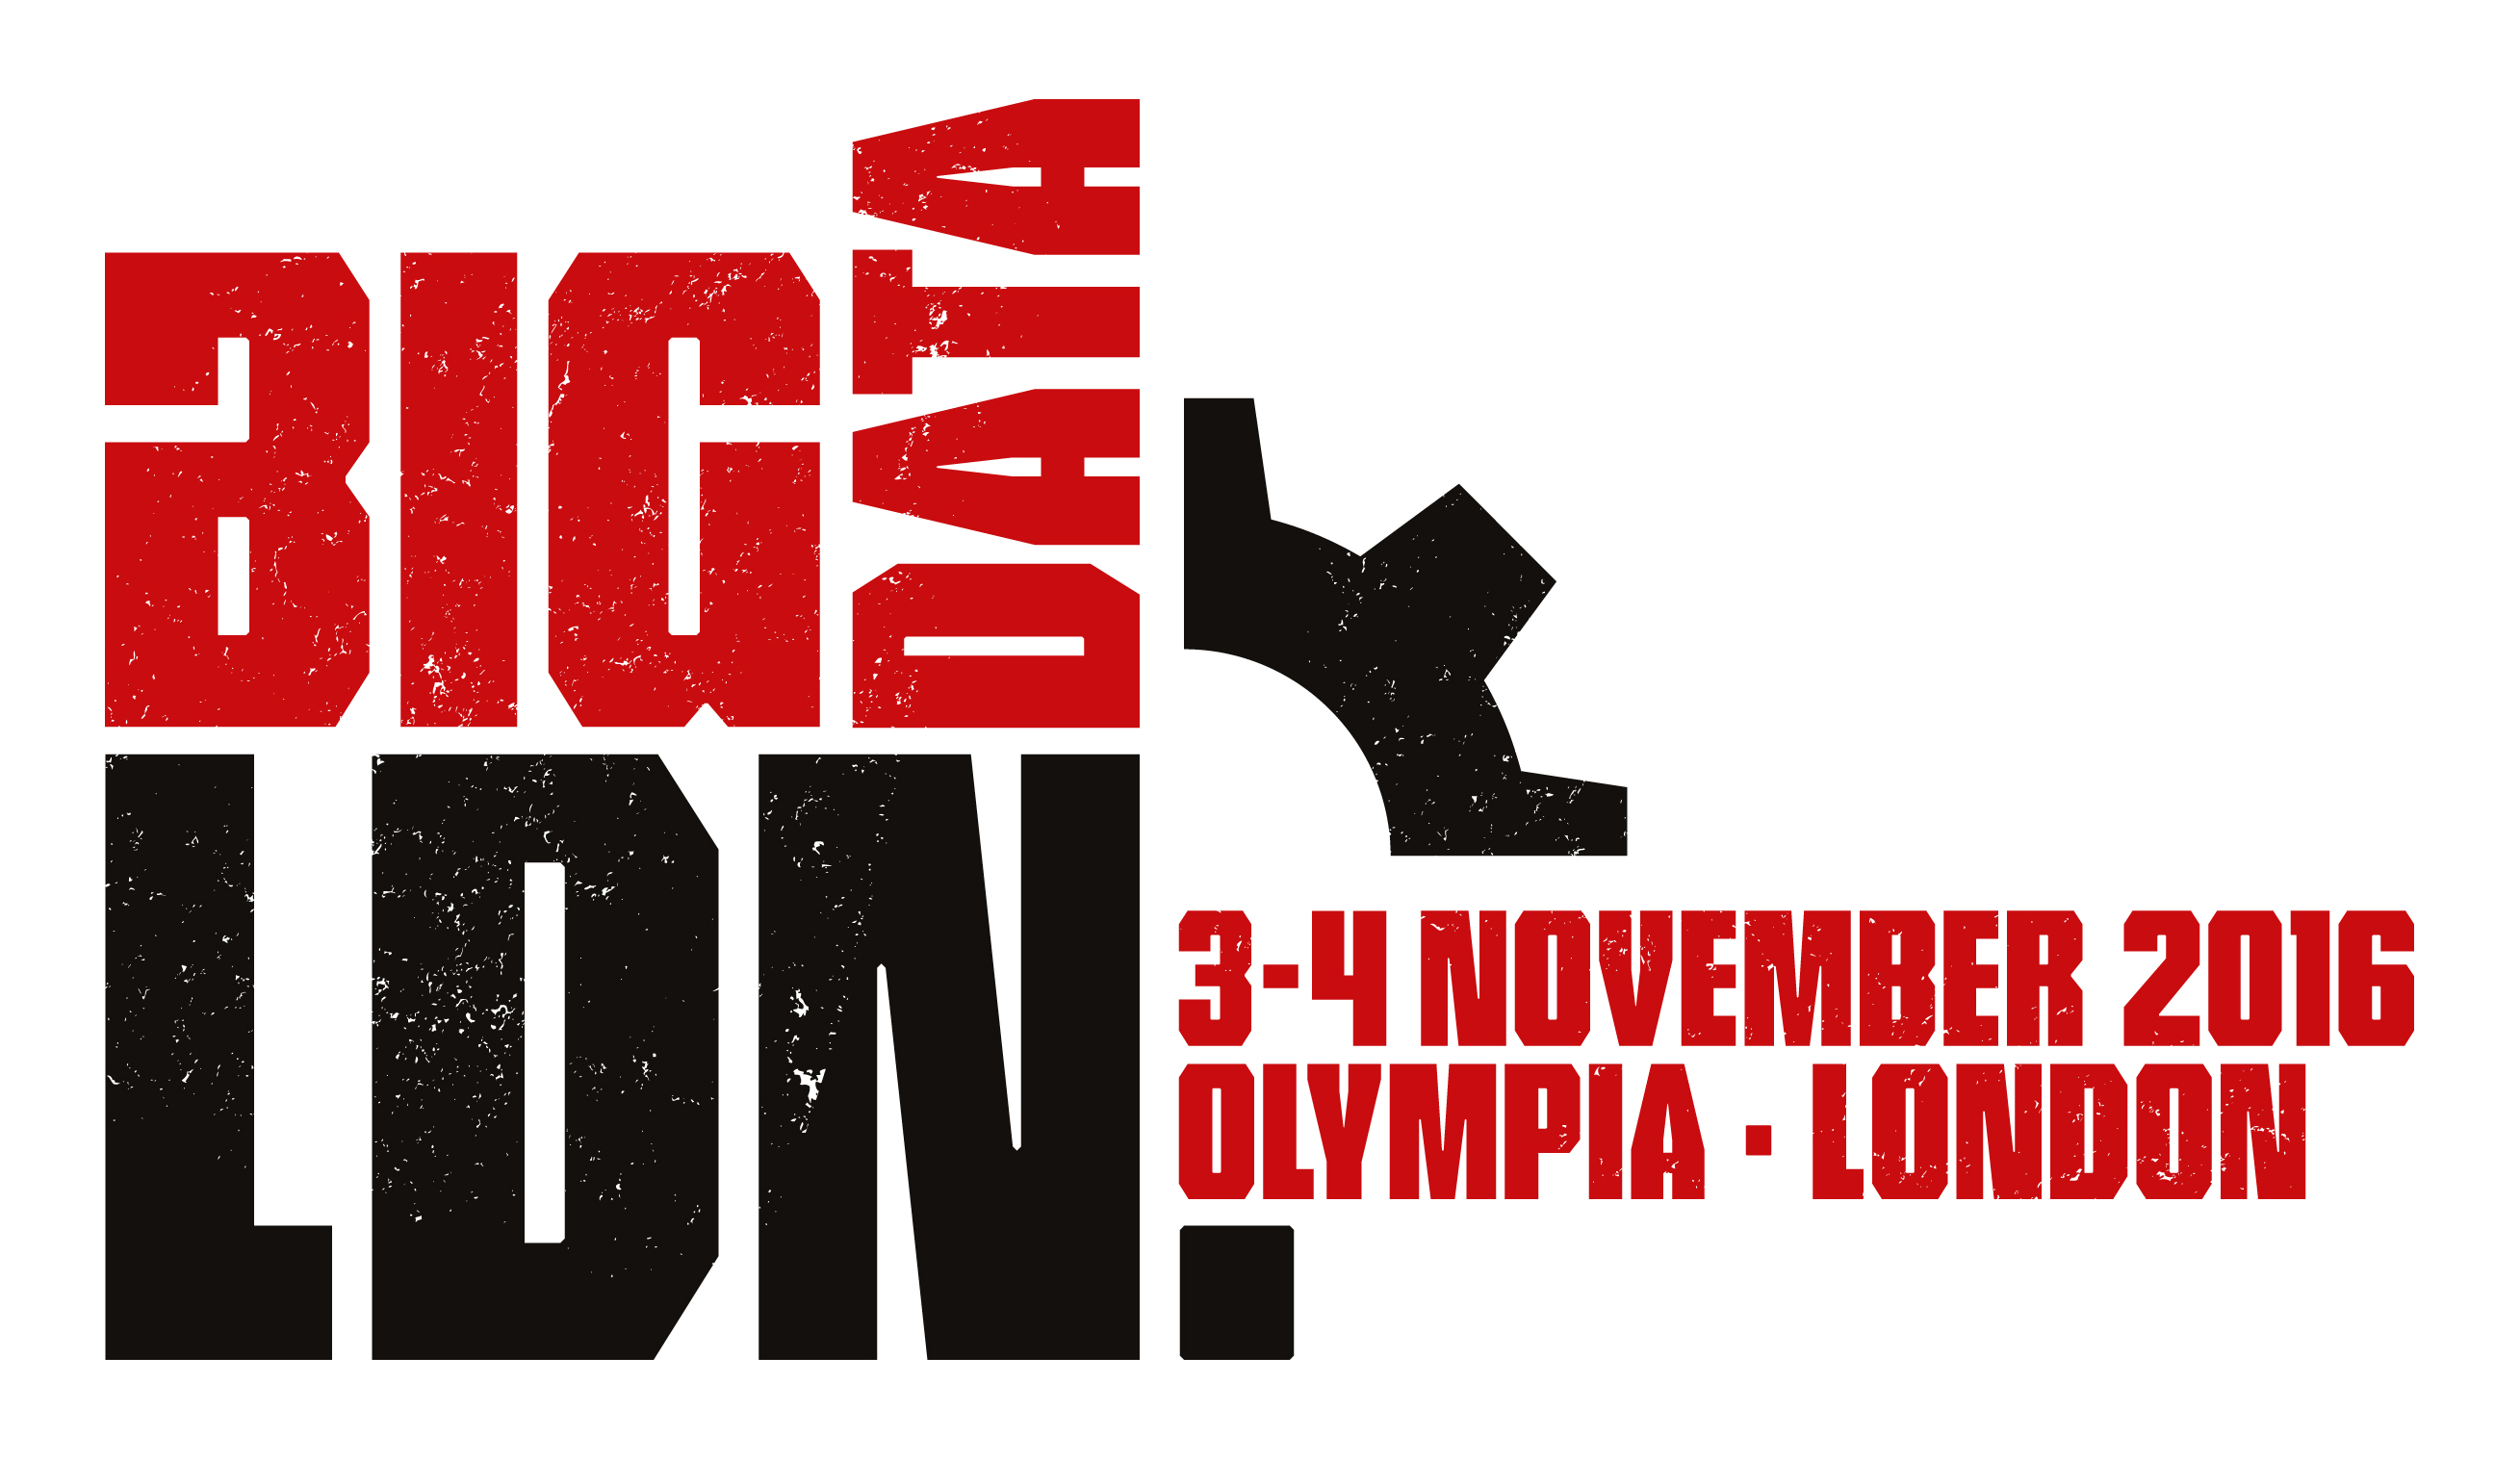 BIG DATA
LDN.
3-4 NOVEMBER 2016
OLYMPIA · LONDON